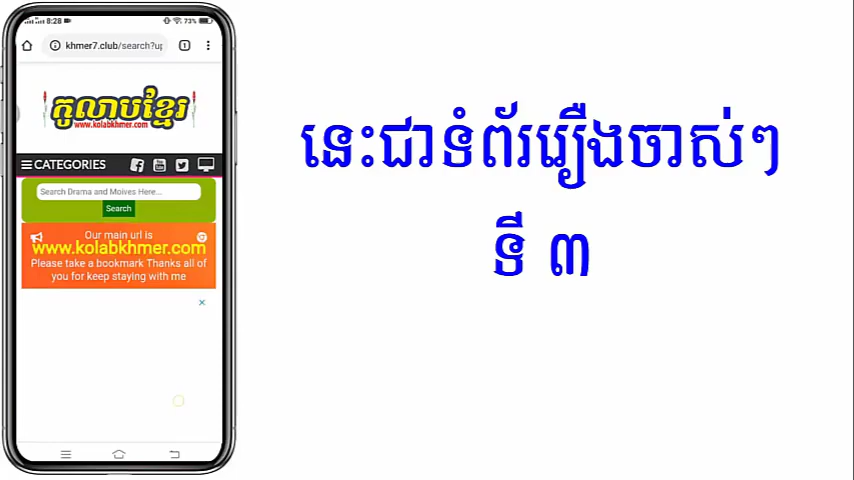 8:28
73%
khmer7.club/search?up
1
កូលាបខ្មែរ
www.kolabkhmer.com
CATEGORIES
Search Drama and Moives Here...
Search
Our main url is
www.kolabkhmer.com
Please take a bookmark Thanks all of
you for keep staying with me
នេះជាទំព័ររឿងចាស់ៗ
ទី ៣